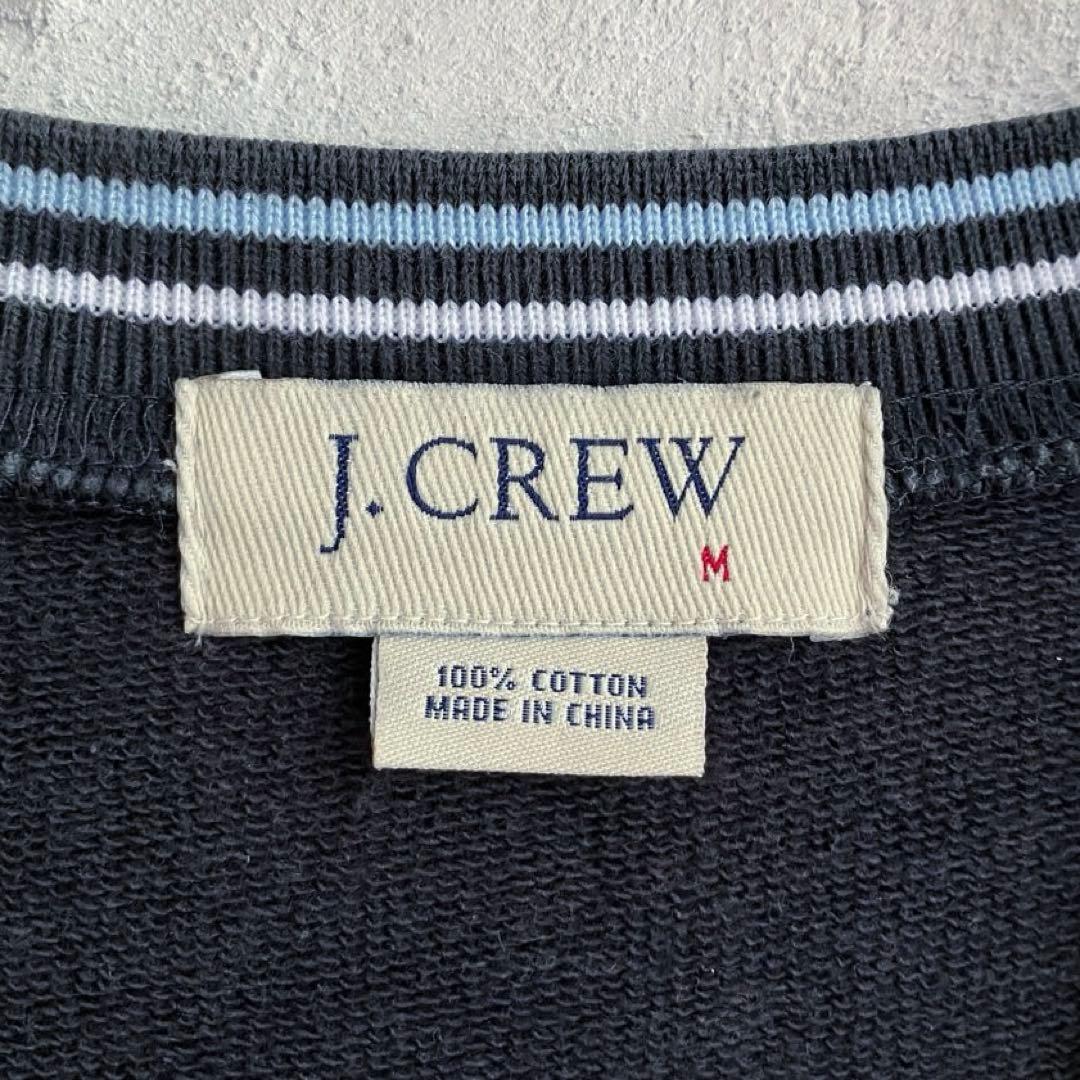 J. CREW
M
100% COTTON
MADE IN CHINA